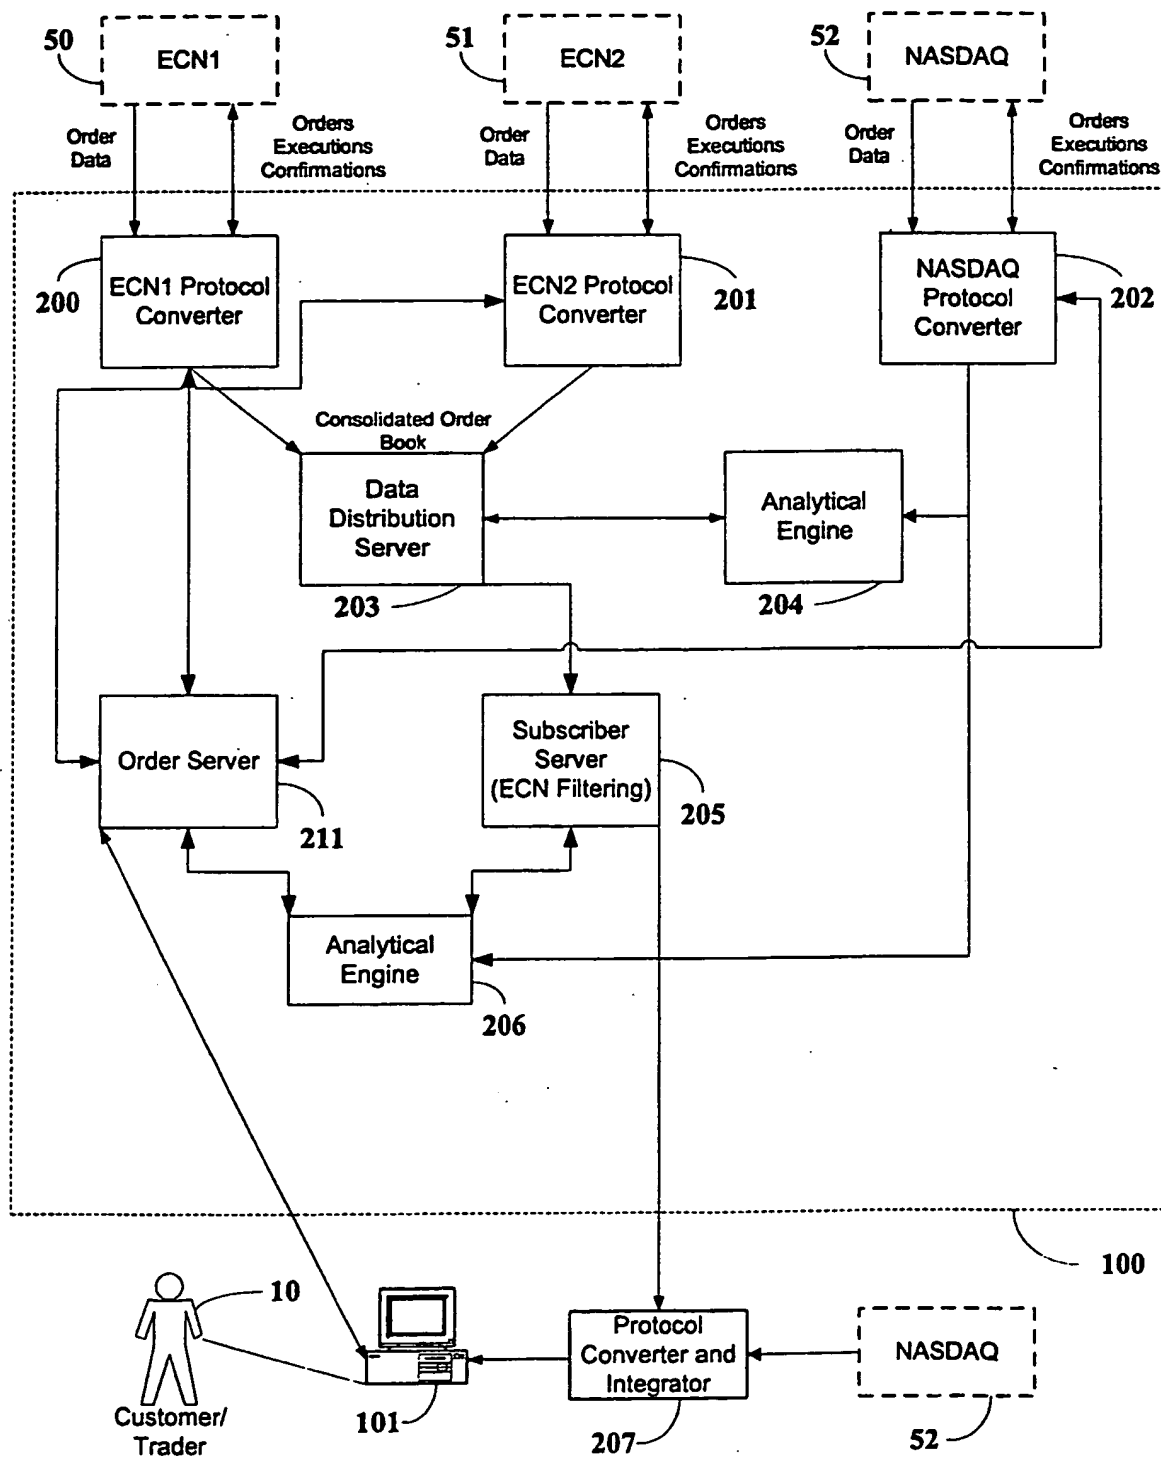 50
ECN1
51
ECN2
52
NASDAQ
Order
Data
Orders
Executions
Confirmations
Order
Data
Orders
Executions
Confirmations
Order
Data
Orders
Executions
Confirmations
200
ECN1 Protocol
Converter
ECN2 Protocol
Converter
201
NASDAQ
Protocol
Converter
202
Consolidated Order
Book
Data
Distribution
Server
203
Analytical
Engine
204
Order Server
211
Subscriber
Server
(ECN Filtering)
205
Analytical
Engine
206
100
10
Customer/
Trader
101
Protocol
Converter and
Integrator
207
NASDAQ
52